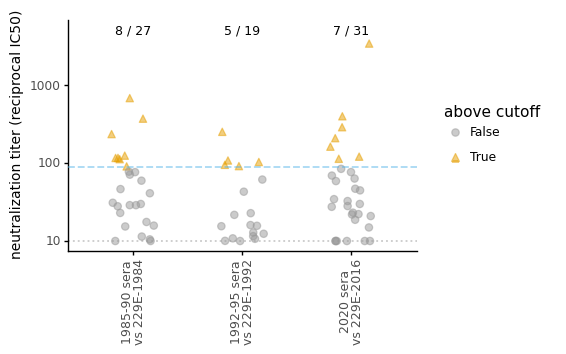 8 / 27
5 / 19
7 / 31
neutralization titer (reciprocal IC50)
1000
100
10
above cutoff
False
True
1985-90 sera
vs 229E-1984
1992-95 sera
vs 229E-1992
2020 sera
vs 229E-2016